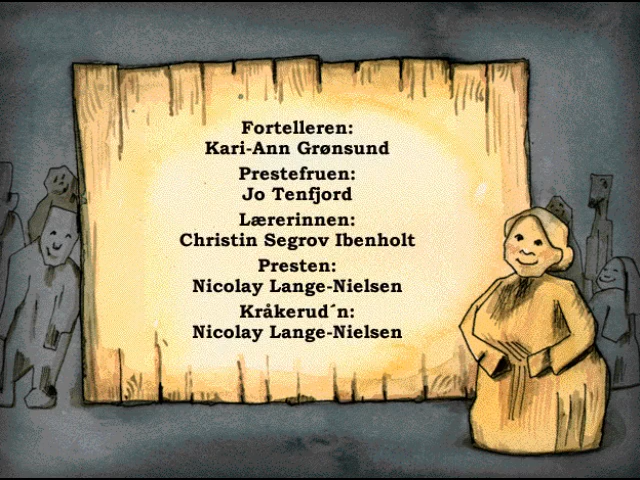 Fortelleren:
Kari-Ann Grønsund
Prestefruen:
Jo Tenfjord
Lærerinnen:
Christin Segrov Ibenholt
Presten:
Nicolay Lange-Nielsen
Kråkerud´n:
Nicolay Lange-Nielsen